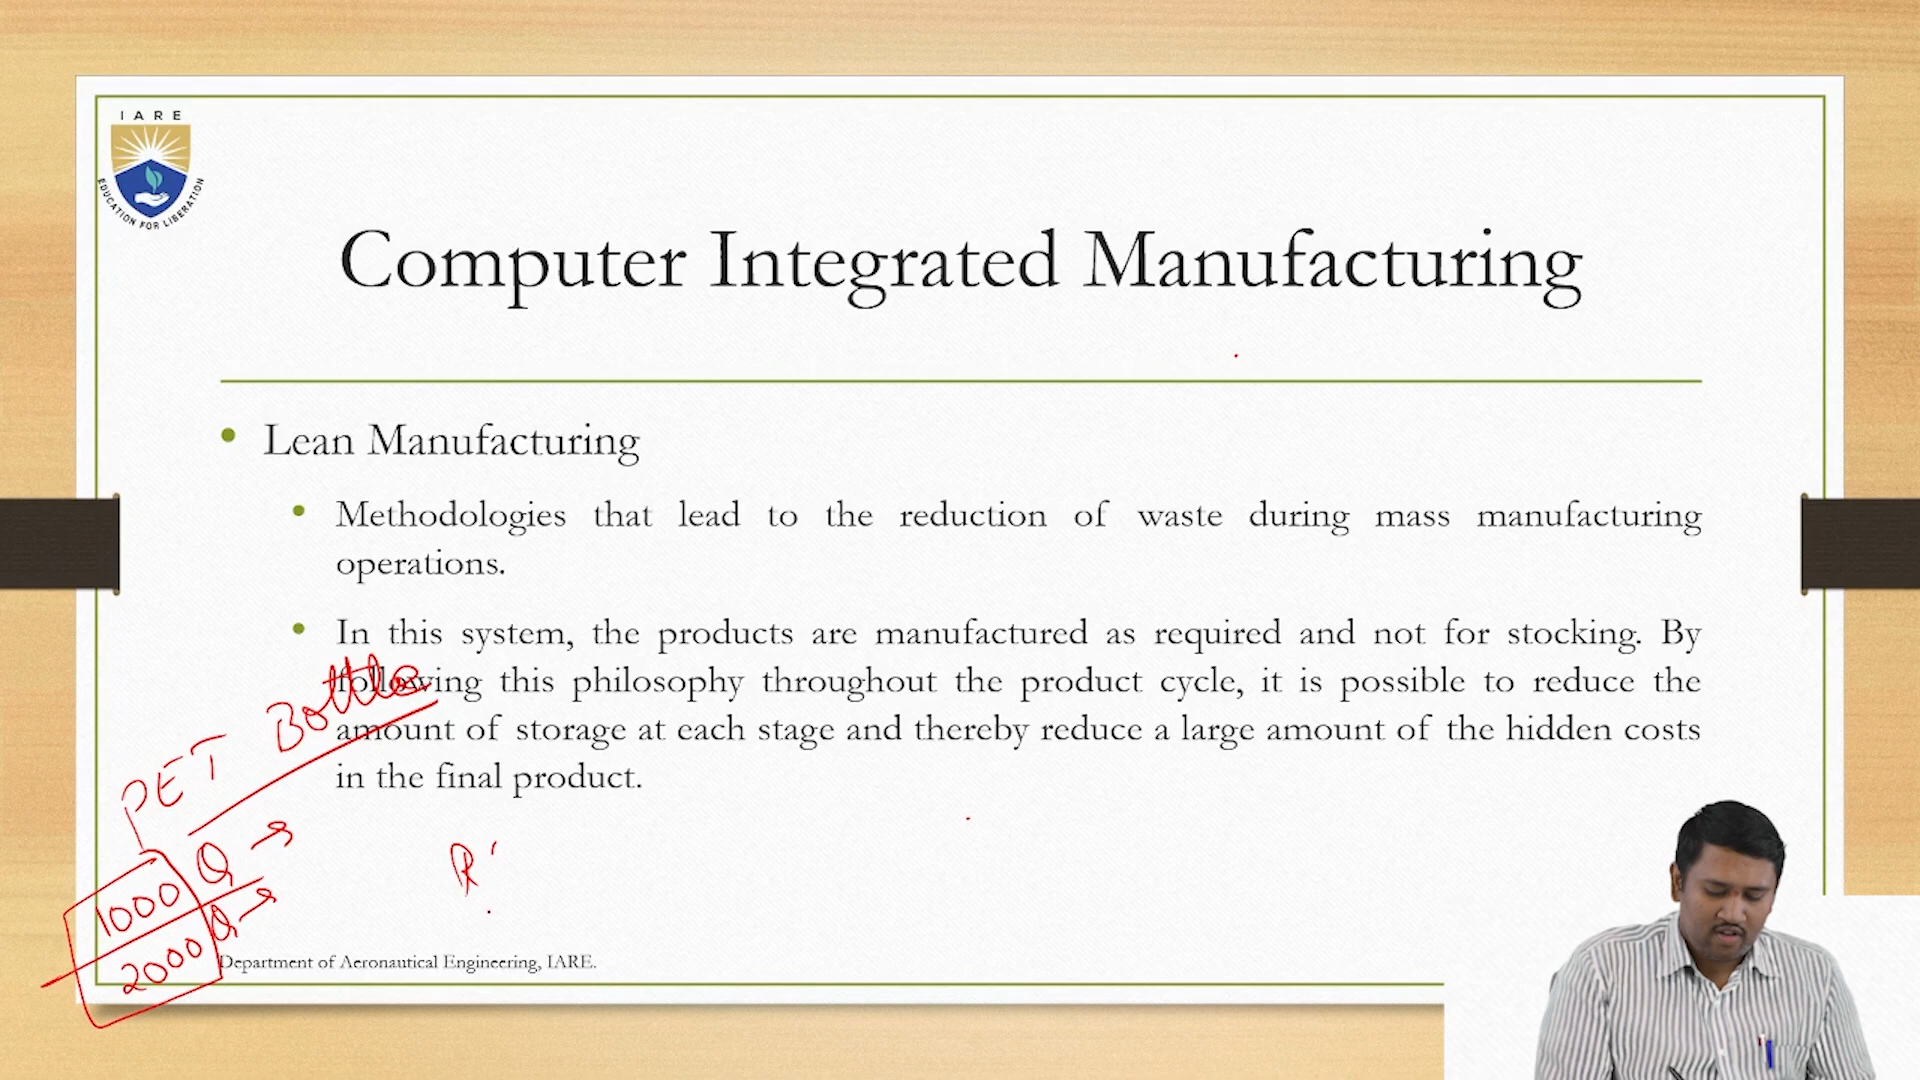 IARE
EDUCATION FOR LIBERATION
Computer Integrated Manufacturing
• Lean Manufacturing
• Methodologies that lead to the reduction of waste during mass manufacturing
operations.
• In this system, the products are manufactured as required and not for stocking. By
following this philosophy throughout the product cycle, it is possible to reduce the
amount of storage at each stage and thereby reduce a large amount of the hidden costs
in the final product.
PET Bottle
1000 Q →
2000 Q →
R
Department of Aeronautical Engineering, IARE.